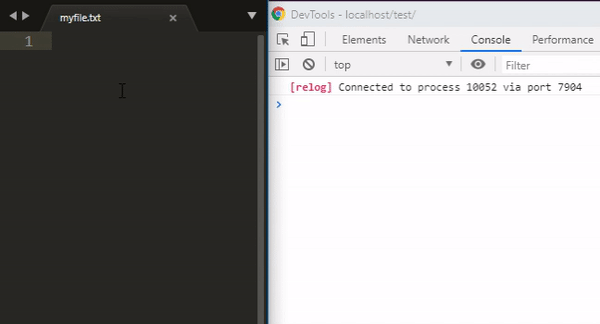 myfile.txt
1
DevTools - localhost/test/
Elements Network Console Performance
top Filter
[relog] Connected to process 10052 via port 7904